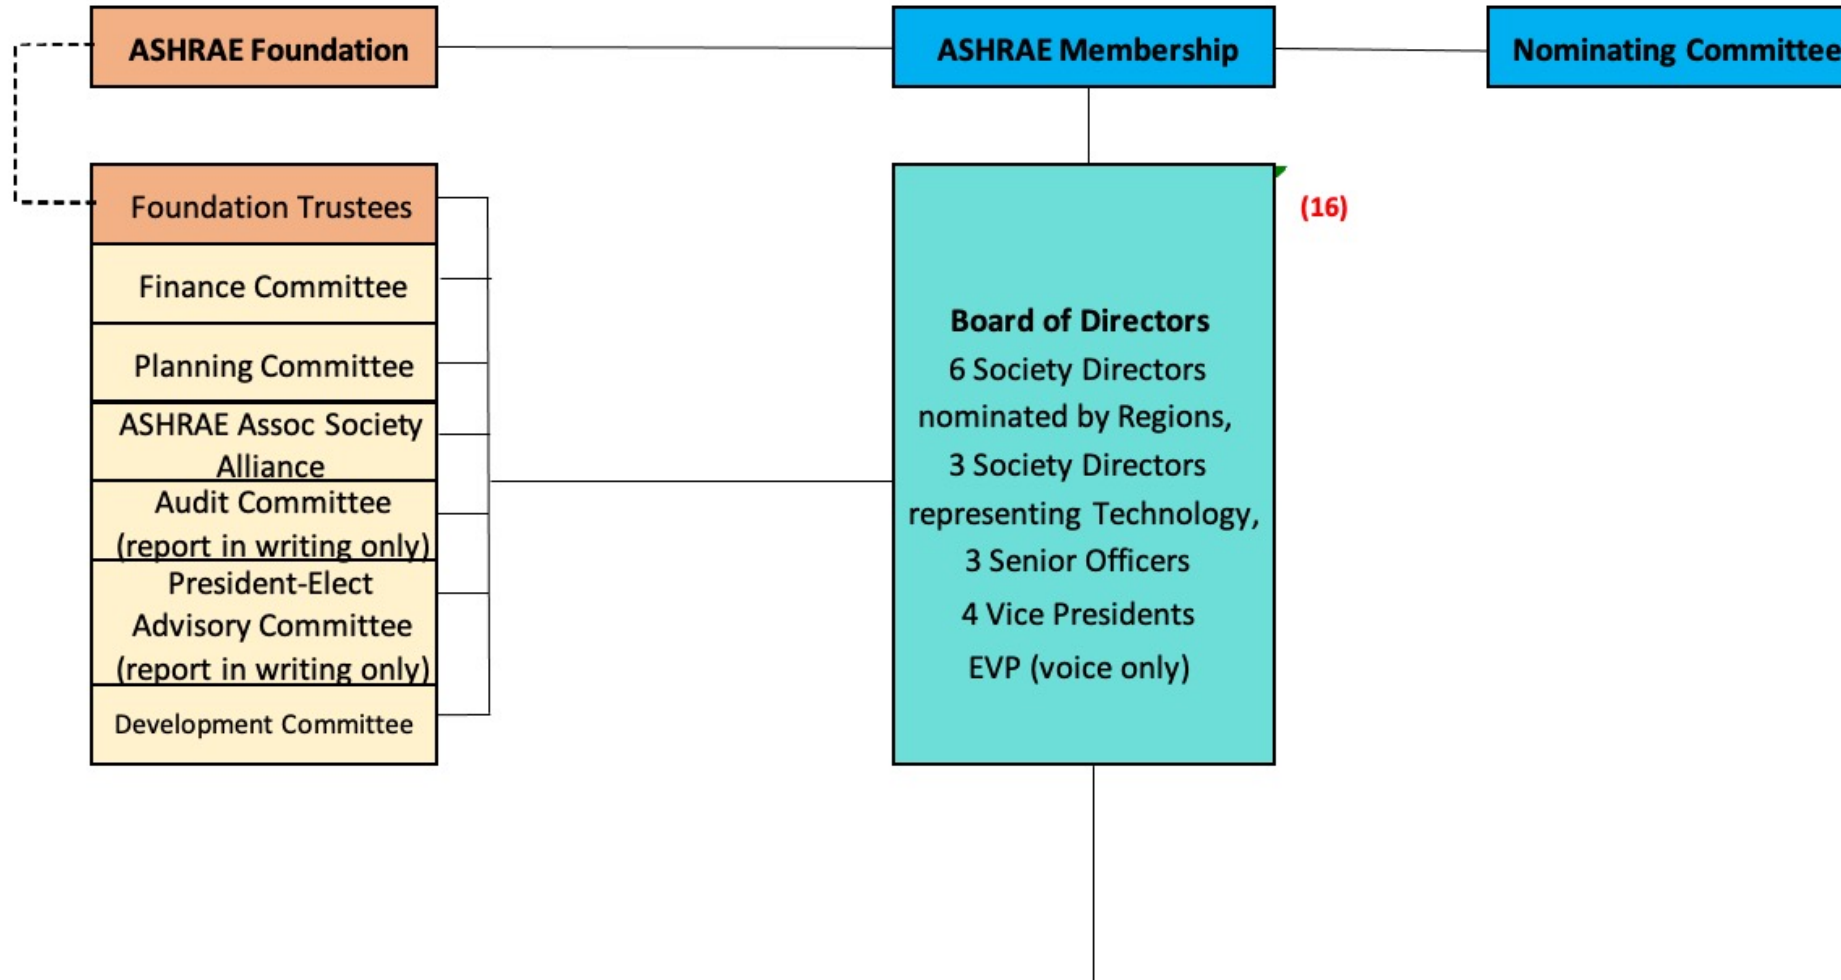 ASHRAE Foundation
ASHRAE Membership
Nominating Committee
Foundation Trustees
Finance Committee
Planning Committee
ASHRAE Assoc Society
Alliance
Audit Committee
(report in writing only)
President-Elect
Advisory Committee
(report in writing only)
Development Committee
(16)
Board of Directors
6 Society Directors
nominated by Regions,
3 Society Directors
representing Technology,
3 Senior Officers
4 Vice Presidents
EVP (voice only)